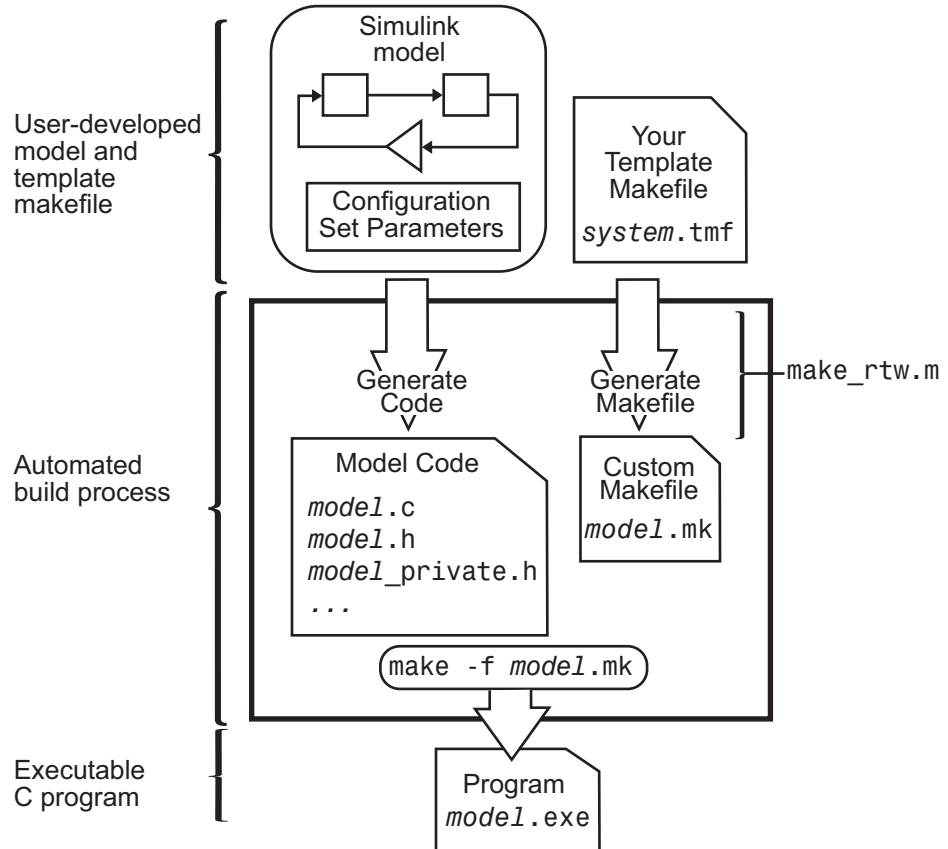 Simulink
model
Configuration
Set Parameters
User-developed
model and
template
makefile
Your
Template
Makefile
system.tmf
Generate
Code
Generate
Makefile
make_rtw.m
Automated
build process
Model Code
model.c
model.h
model_private.h
...
Custom
Makefile
model.mk
make -f model.mk
Executable
C program
Program
model.exe